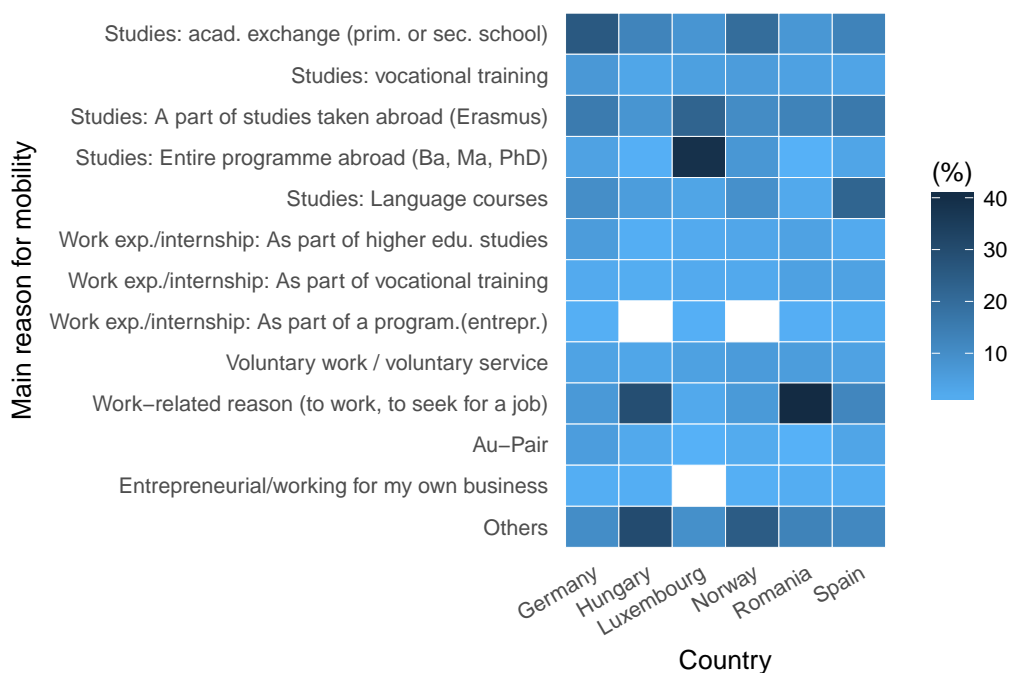 Studies: acad. exchange (prim. or sec. school)
Studies: vocational training
Studies: A part of studies taken abroad (Erasmus)
Studies: Entire programme abroad (Ba, Ma, PhD)
Studies: Language courses
Work exp./internship: As part of higher edu. studies
Work exp./internship: As part of vocational training
Work exp./internship: As part of a program.(entrepr.)
Voluntary work / voluntary service
Work−related reason (to work, to seek for a job)
Au−Pair
Entrepreneurial/working for my own business
Others
Main reason for mobility
Germany
Hungary
Luxembourg
Norway
Romania
Spain
Country
(%)
40
30
20
10